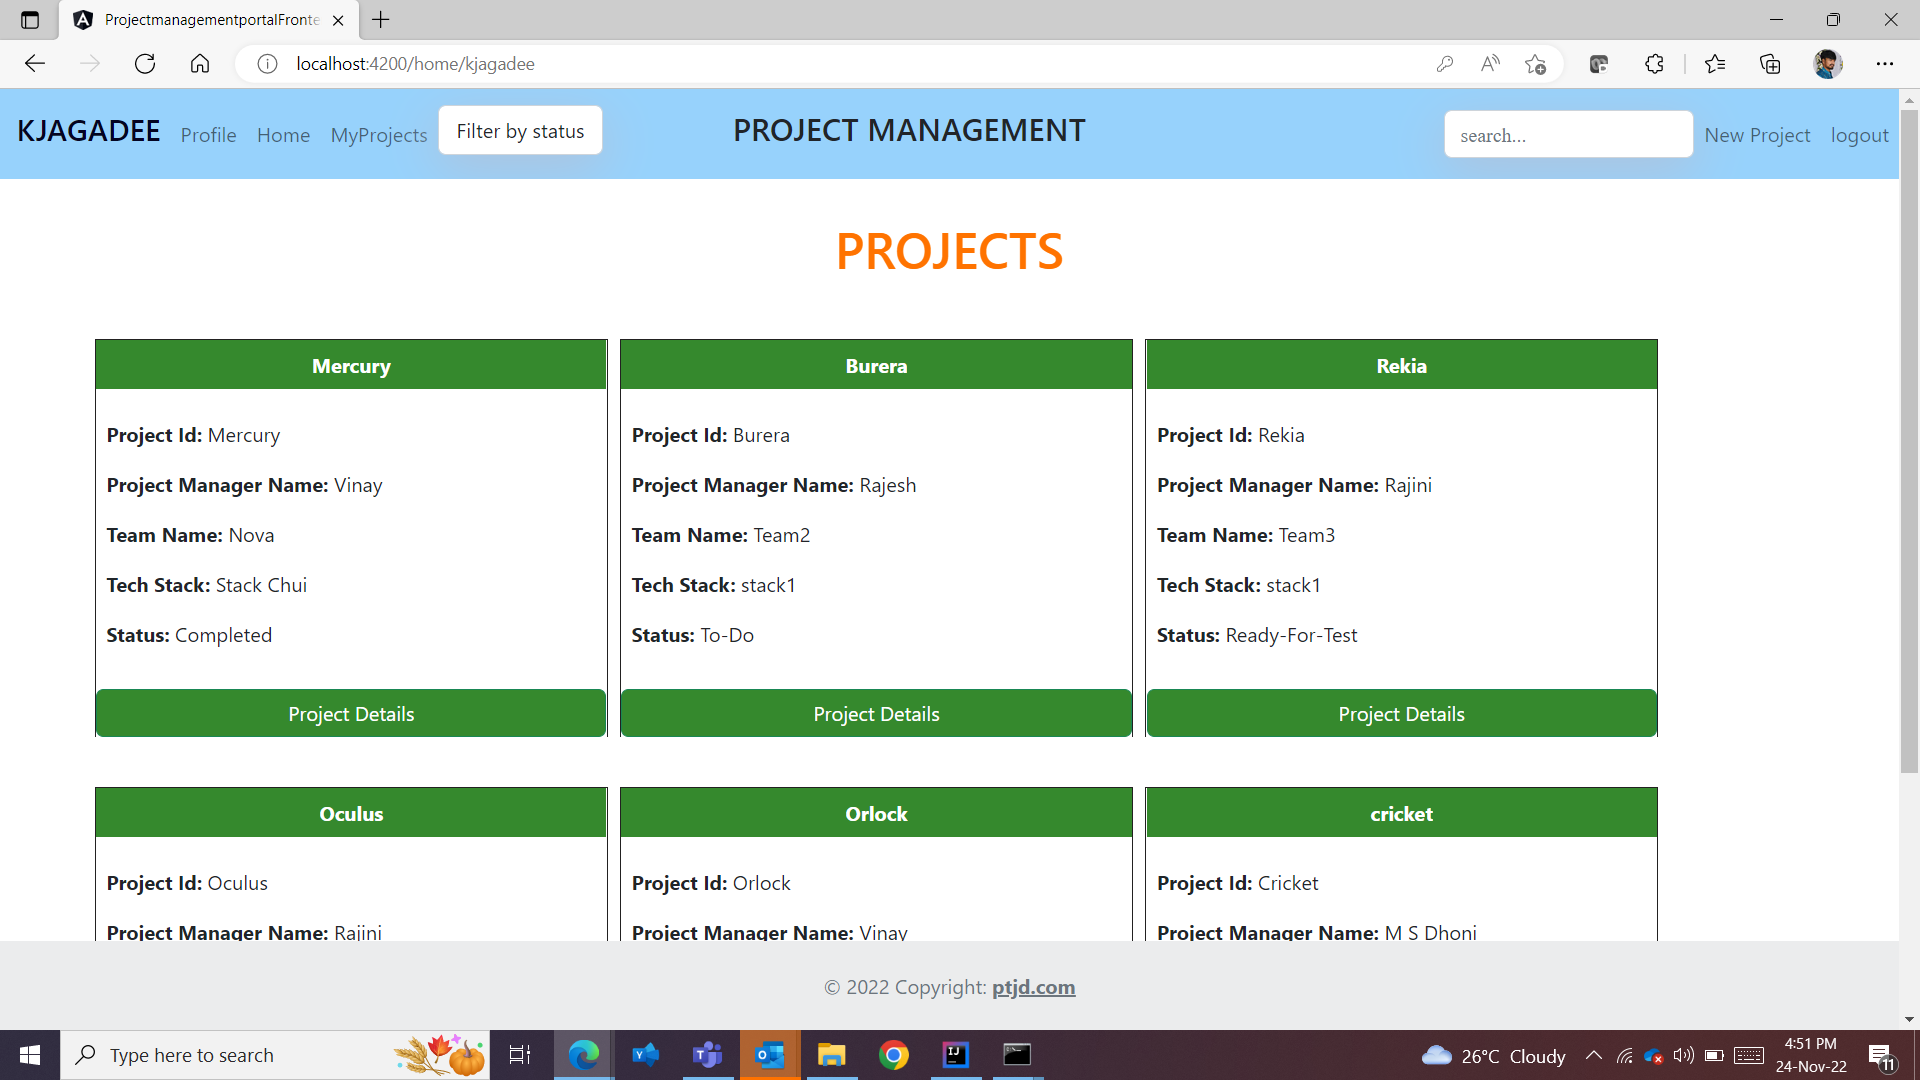 ProjectmanagementportalFronte
localhost:4200/home/kjagadee
KJAGADEE Profile Home MyProjects Filter by status PROJECT MANAGEMENT search... New Project logout
PROJECTS
Mercury Burera Rekia
Project Id: Mercury Project Id: Burera Project Id: Rekia
Project Manager Name: Vinay Project Manager Name: Rajesh Project Manager Name: Rajini
Team Name: Nova Team Name: Team2 Team Name: Team3
Tech Stack: Stack Chui Tech Stack: stack1 Tech Stack: stack1
Status: Completed Status: To-Do Status: Ready-For-Test
Project Details Project Details Project Details
Oculus Orlock cricket
Project Id: Oculus Project Id: Orlock Project Id: Cricket
Project Manager Name: Rajini Project Manager Name: Vinay Project Manager Name: M S Dhoni
© 2022 Copyright: ptjd.com
Type here to search 26°C Cloudy 4:51 PM
24-Nov-22 11